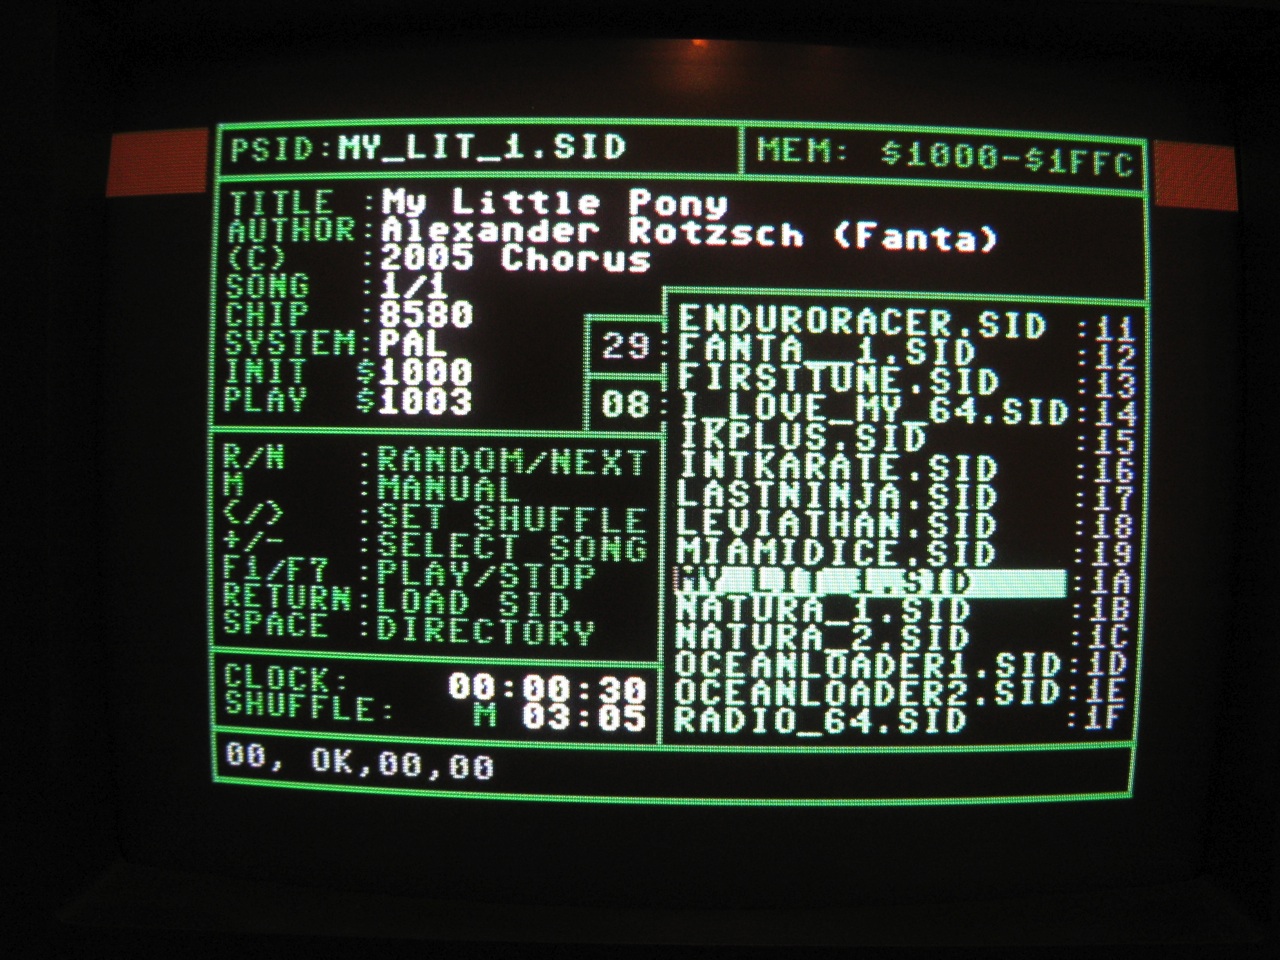 PSID:MY_LIT_1.SID
MEM: $1000-$1FFC
TITLE :My Little Pony
AUTHOR:Alexander Rotzsch (Fanta)
(C) :2005 Chorus
SONG :1/1
CHIP :8580
SYSTEM:PAL
INIT $1000
PLAY $1003
29:
08:
ENDURORACER.SID :11
FANTA__1.SID :12
FIRSTTUNE.SID :13
I_LOVE_MY_64.SID:14
IKPLUS.SID :15
INTKARATE.SID :16
LASTNINJA.SID :17
LEVIATHAN.SID :18
MIAMIDICE.SID :19
MY_LIT_1.SID :1A
NATURA_1.SID :1B
NATURA_2.SID :1C
OCEANLOADER1.SID:1D
OCEANLOADER2.SID:1E
RADIO_64.SID :1F
R/N :RANDOM/NEXT
M :MANUAL
</> :SET SHUFFLE
+/- :SELECT SONG
F1/F7 :PLAY/STOP
RETURN:LOAD SID
SPACE :DIRECTORY
CLOCK: 00:00:30
SHUFFLE: M 03:05
00, OK,00,00